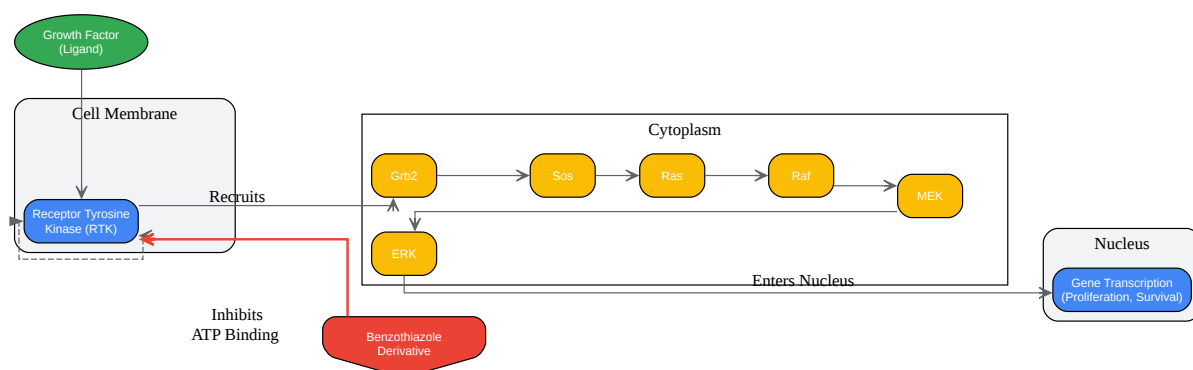 Growth Factor
(Ligand)
Cell Membrane
Receptor Tyrosine
Kinase (RTK)
Recruits
Cytoplasm
Grb2
Sos
Ras
Raf
MEK
ERK
Enters Nucleus
Nucleus
Gene Transcription
(Proliferation, Survival)
Inhibits
ATP Binding
Benzothiazole
Derivative